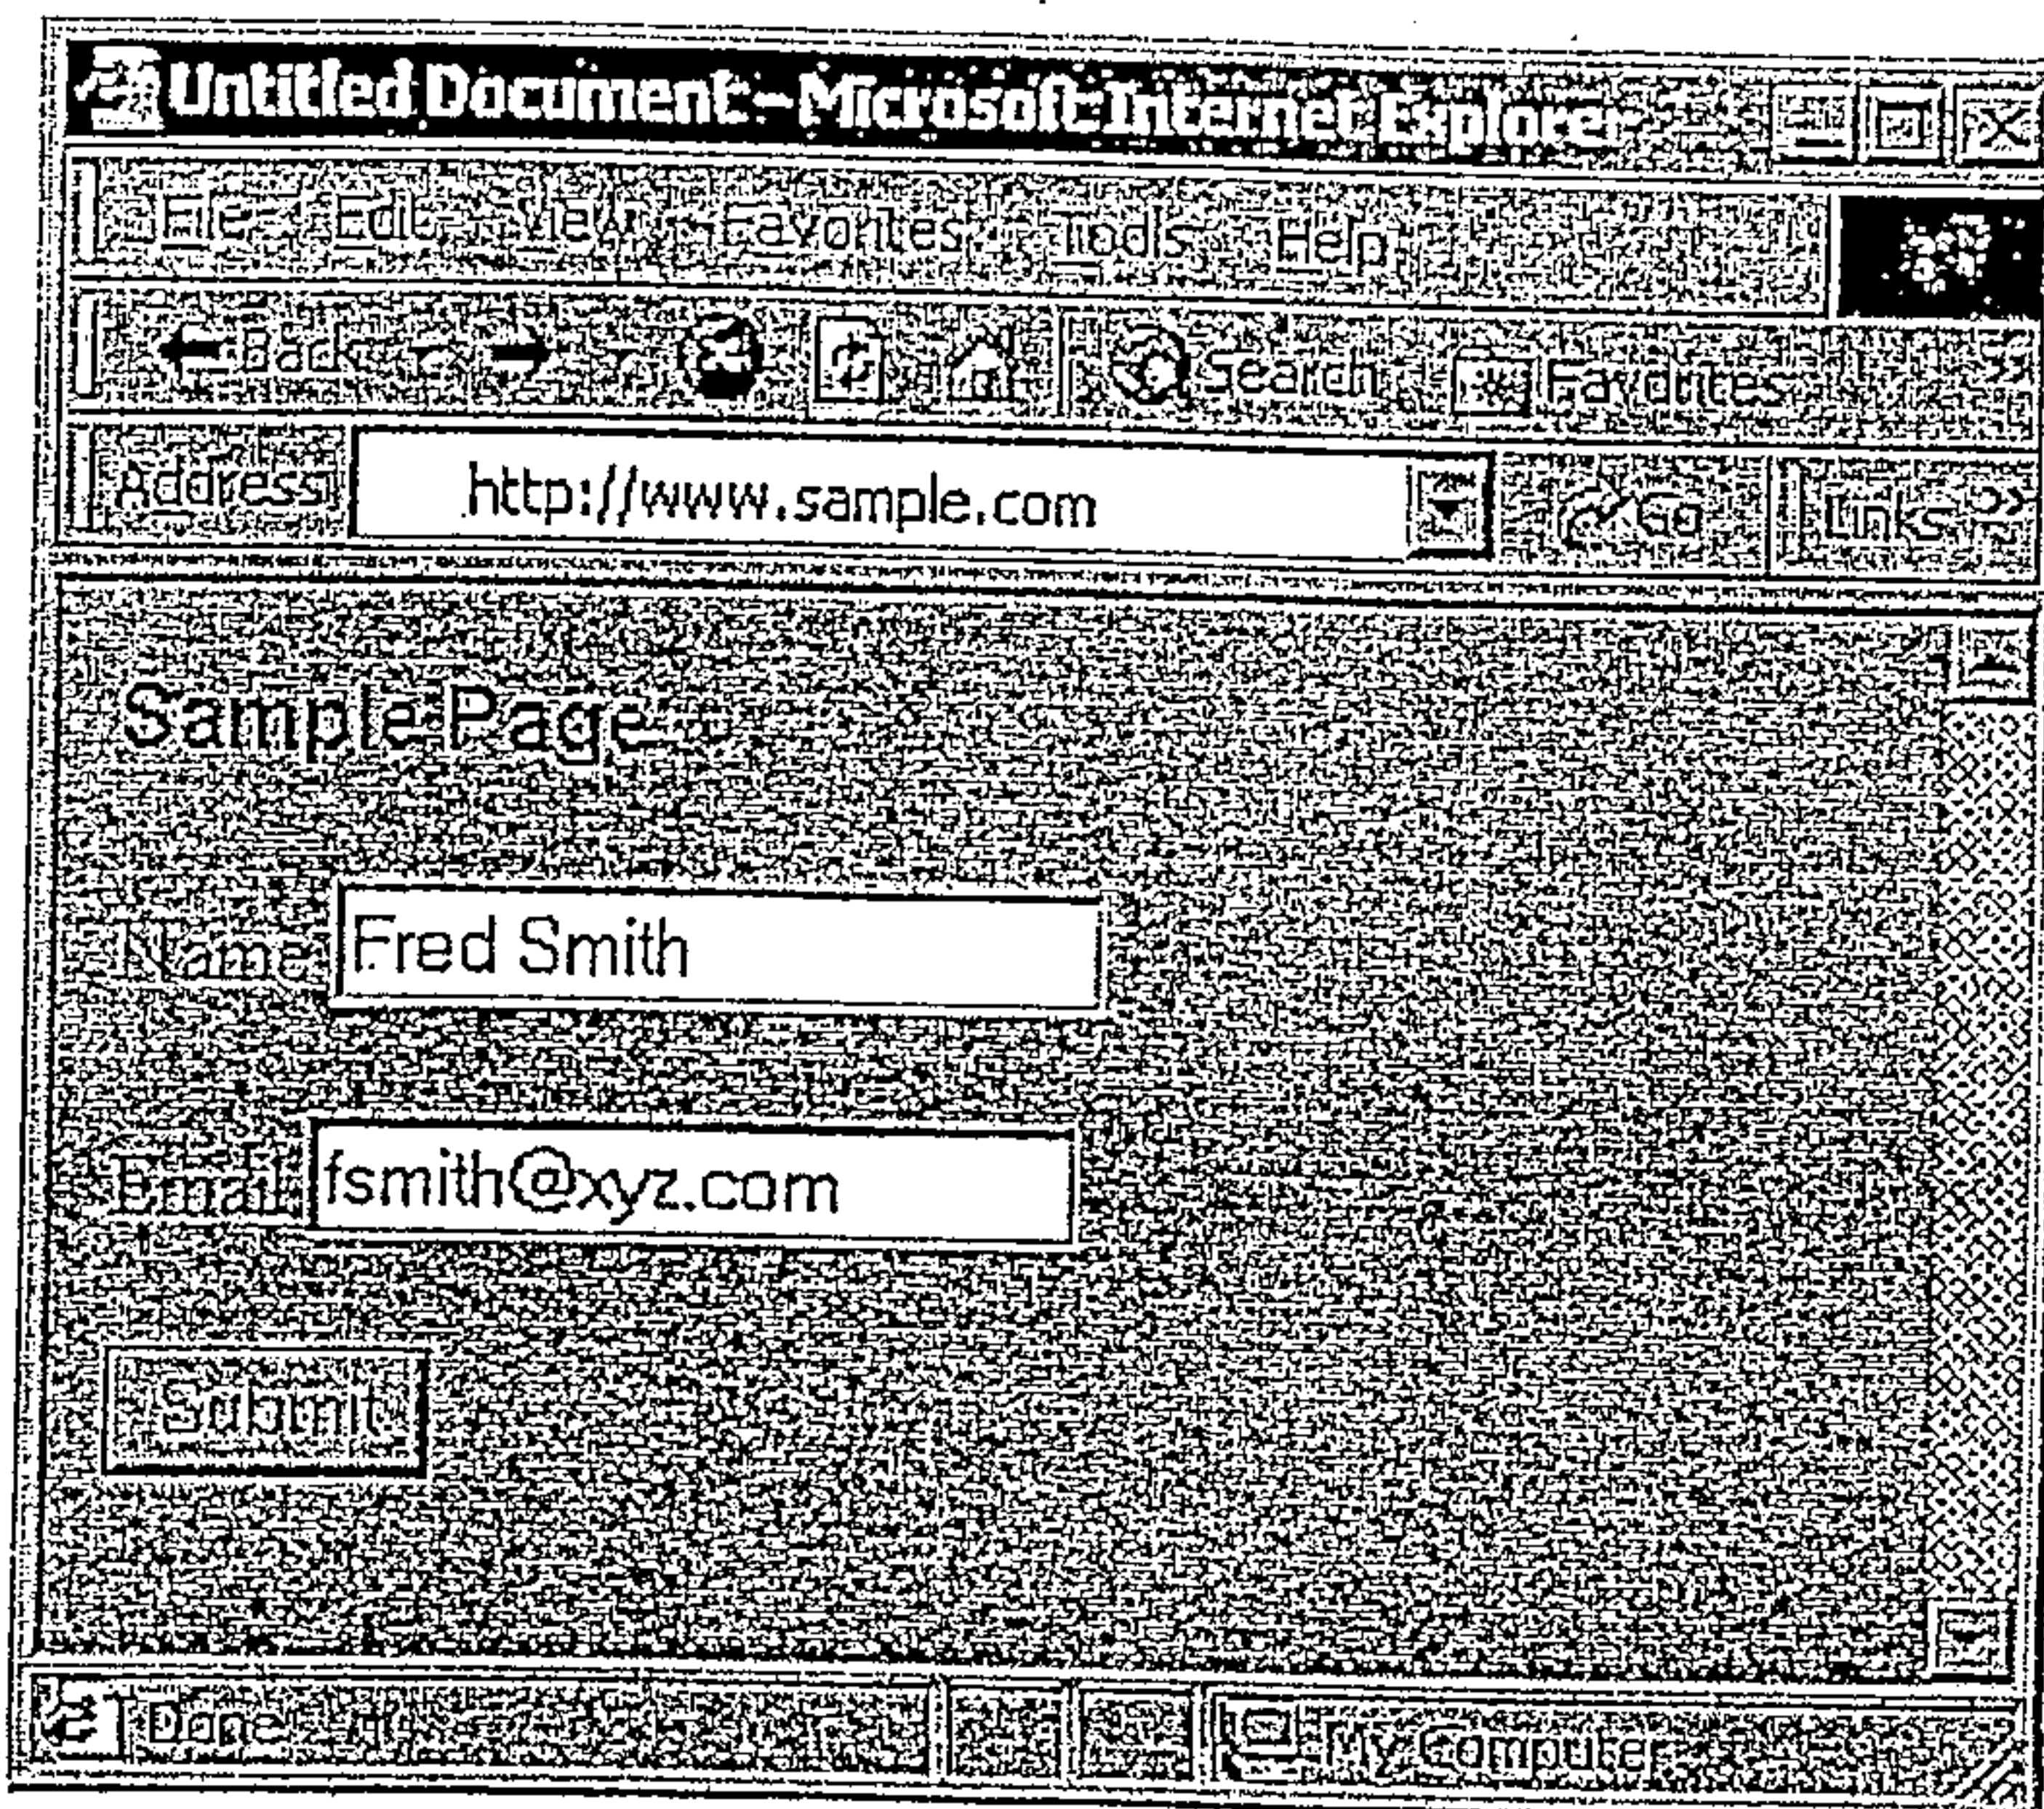 Untitled Document - Microsoft Internet Explorer
File Edit View Favorites Tools Help
Back Search Favorites »
Address http://www.sample.com Go Links »
Sample Page
Name Fred Smith
Email fsmith@xyz.com
Submit
Done My Computer